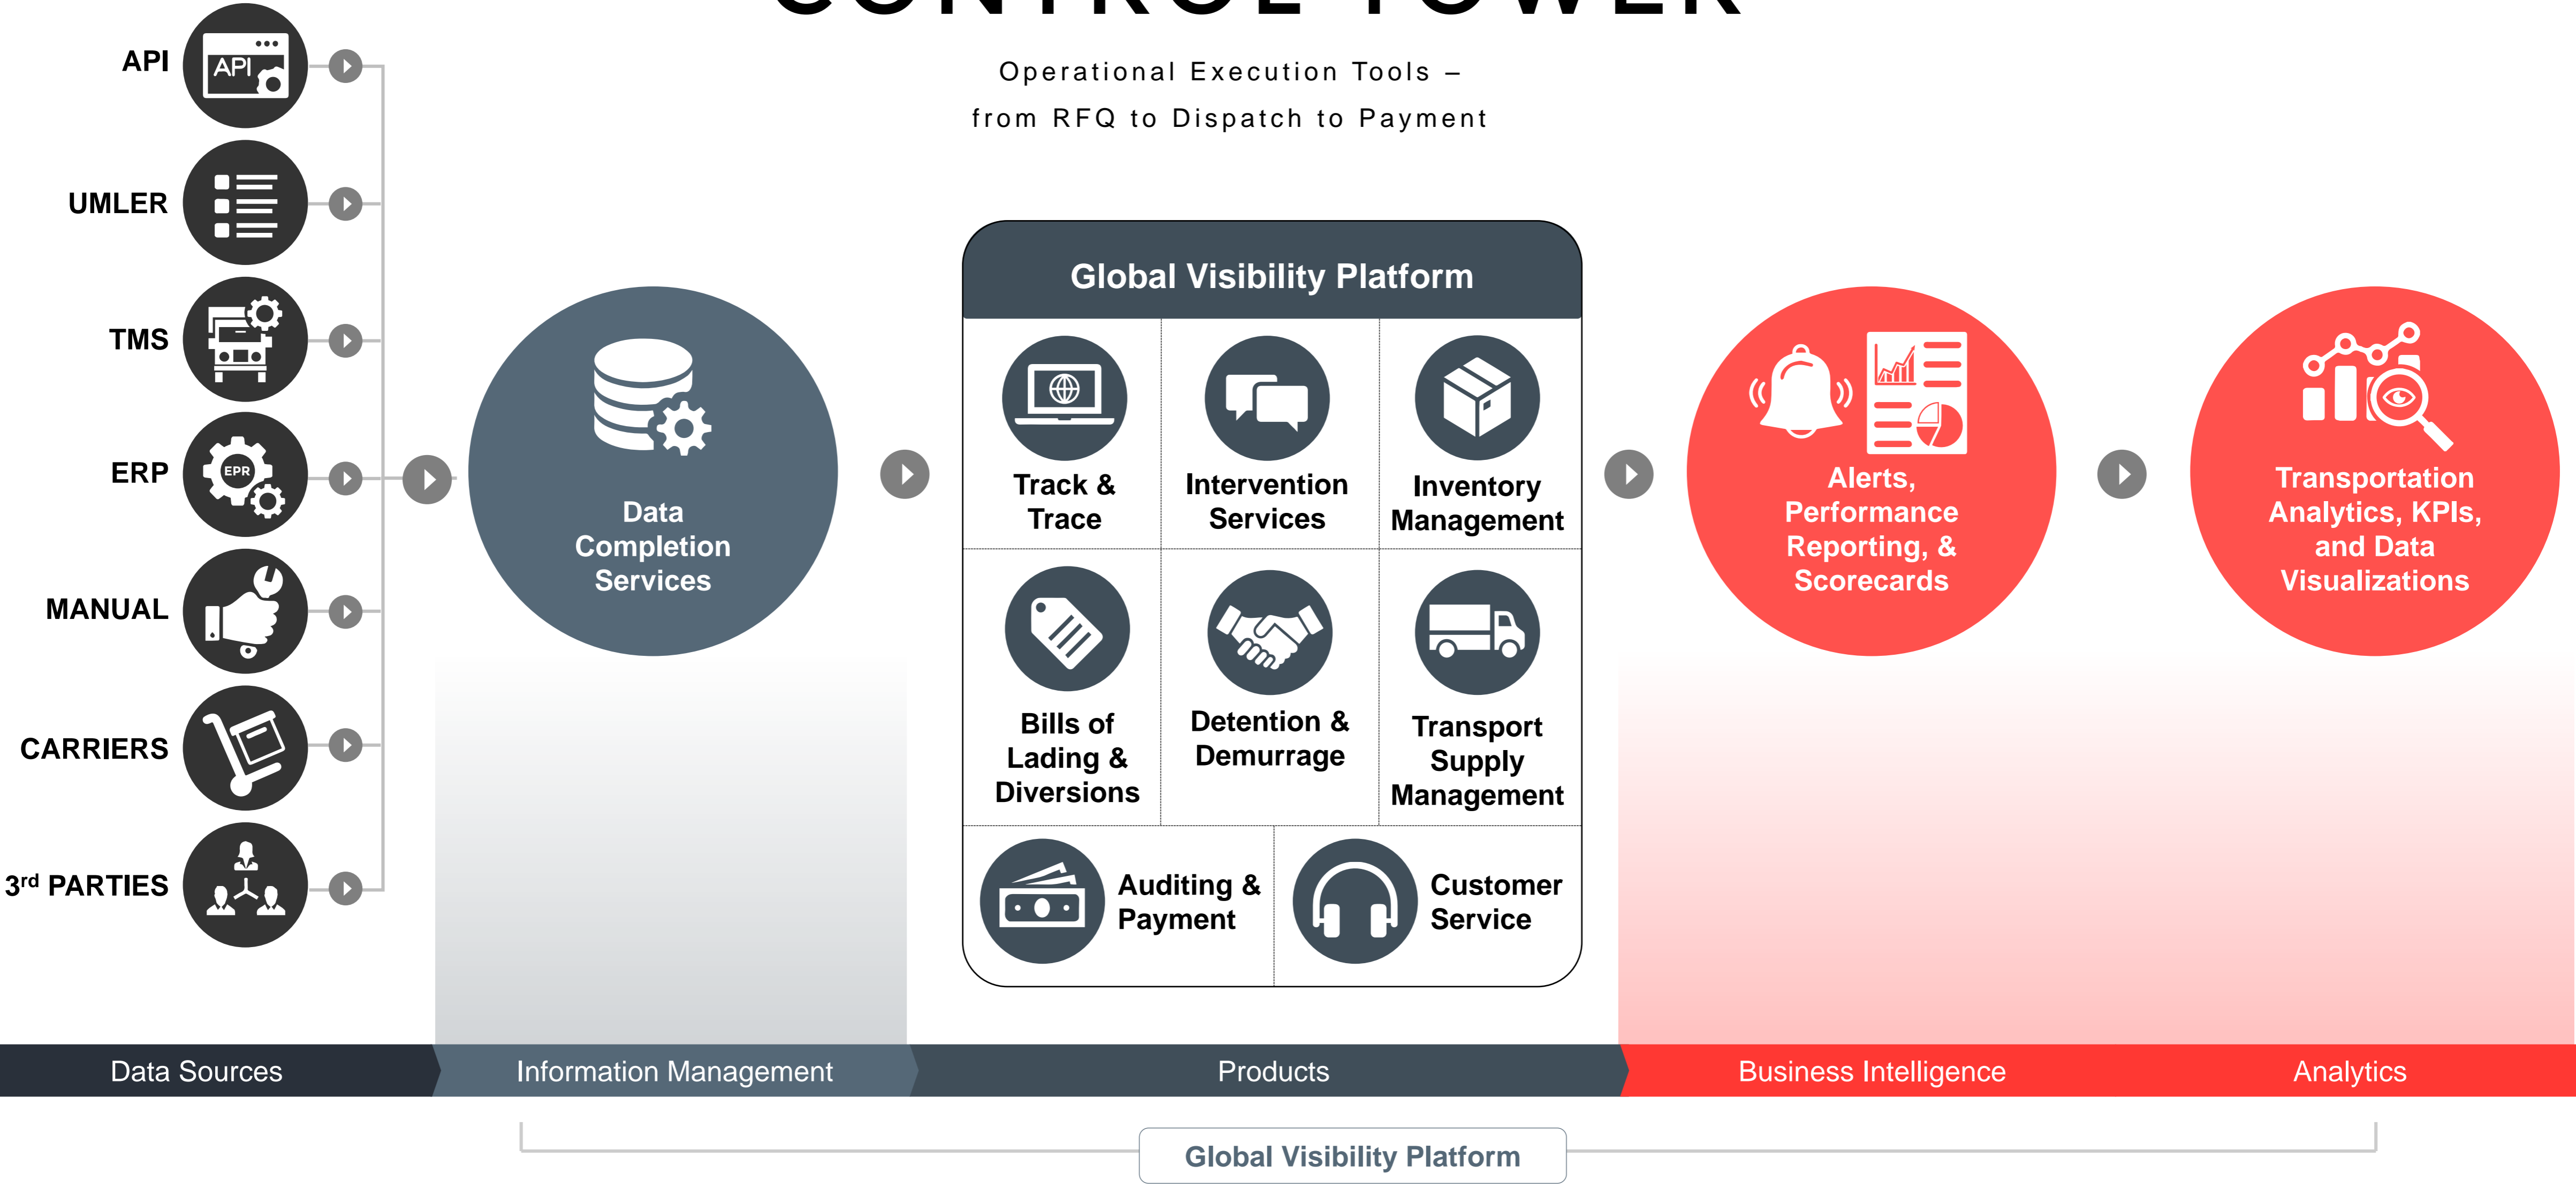 CONTROL TOWER
Operational Execution Tools –
from RFQ to Dispatch to Payment
API
API
UMLER
TMS
ERP
EPR
MANUAL
CARRIERS
3rd PARTIES
Data
Completion
Services
Global Visibility Platform
Track &
Trace
Intervention
Services
Inventory
Management
Bills of
Lading &
Diversions
Detention &
Demurrage
Transport
Supply
Management
Auditing &
Payment
Customer
Service
Alerts,
Performance
Reporting, &
Scorecards
Transportation
Analytics, KPIs,
and Data
Visualizations
Data Sources
Information Management
Products
Business Intelligence
Analytics
Global Visibility Platform